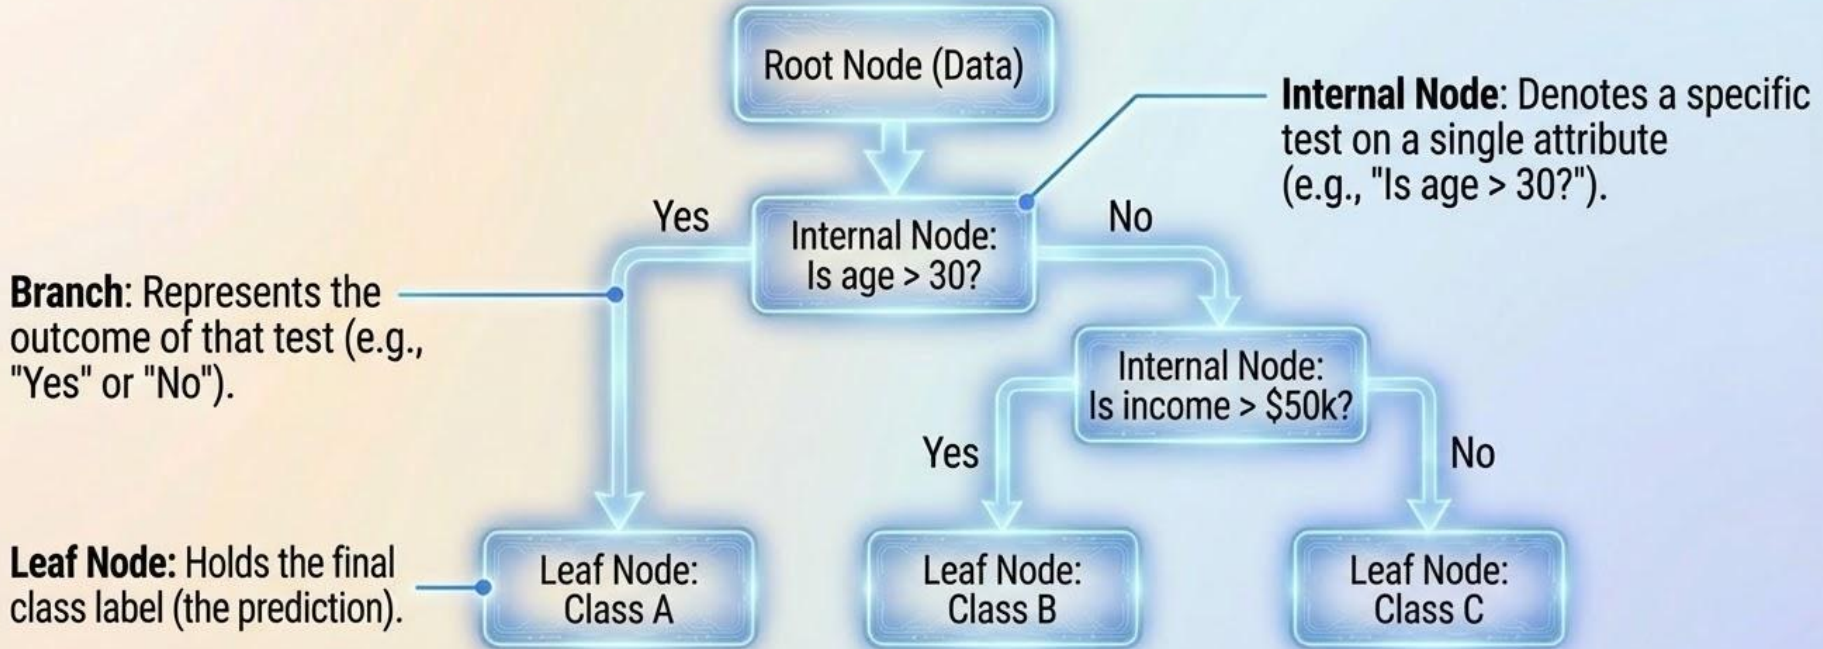 Root Node (Data)
Internal Node: Denotes a specific
test on a single attribute
(e.g., "Is age > 30?").
Yes
Internal Node:
Is age > 30?
No
Branch: Represents the
outcome of that test (e.g.,
"Yes" or "No").
Internal Node:
Is income > $50k?
Yes
No
Leaf Node: Holds the final
class label (the prediction).
Leaf Node:
Class A
Leaf Node:
Class B
Leaf Node:
Class C